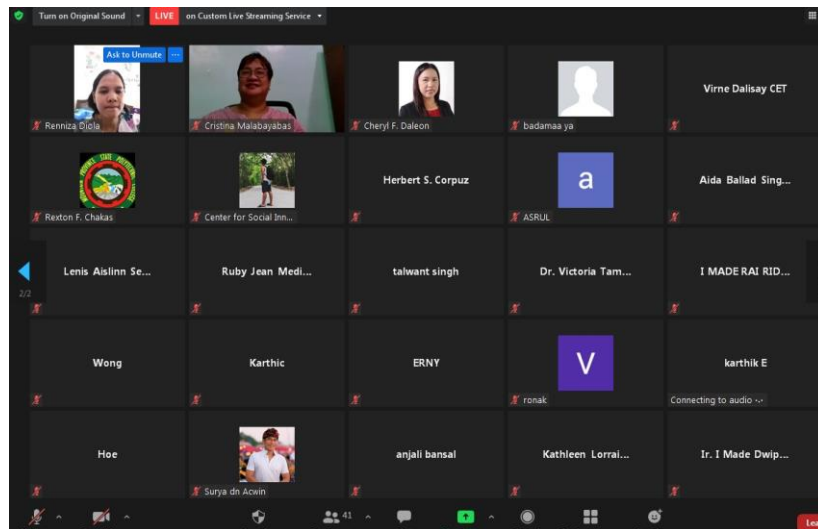 Turn on Original Sound
LIVE
on Custom Live Streaming Service
Ask to Unmute
Renniza Diola
Cristina Malabayabas
Cheryl F. Daleon
badamaa ya
Virne Dalisay CET
Rexton F. Chakas
Center for Social Inn...
Herbert S. Corpuz
a
ASRUL
Aida Ballad Sing...
2/2
Lenis Aislinn Se...
Ruby Jean Medi...
talwant singh
Dr. Victoria Tam...
I MADE RAI RID...
Wong
Karthic
ERNY
V
ronak
karthik E
Connecting to audio
Hoe
Surya dn Acwin
anjali bansal
Kathleen Lorrai...
Ir. I Made Dwip...
41
Lea